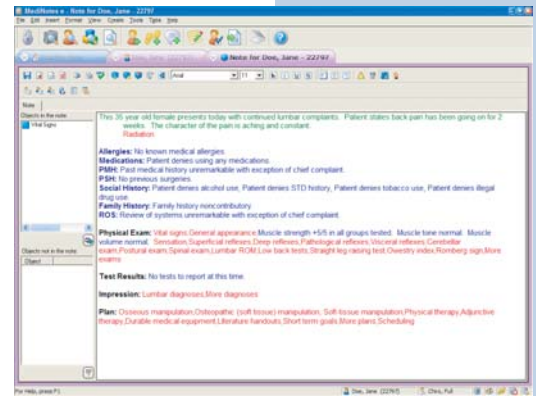 MediNotes e - Note for Doe, Jane - 22797
File Edit Insert Format View Create Tools Type Help
Note for Doe, Jane - 22797
Arial 11
Note
Objects in the note
Vital Signs
Objects not in the note
Object
This 35 year old female presents today with continued lumbar complaints. Patient states back pain has been going on for 2
weeks. The character of the pain is aching and constant.
Radiation
Allergies: No known medical allergies
Medications: Patient denies using any medications.
PMH: Past medical history unremarkable with exception of chief complaint.
PSH: No previous surgeries.
Social History: Patient denies alcohol use, Patient denies STD history, Patient denies tobacco use, Patient denies illegal
drug use.
Family History: Family history noncontributory
ROS: Review of systems unremarkable with exception of chief complaint
Physical Exam: Vital signs,General appearance,Muscle strength +5/5 in all groups tested. Muscle tone normal. Muscle
volume normal. Sensation,Superficial reflexes,Deep reflexes,Pathological reflexes,Visceral reflexes,Cerebellar
exam,Postural exam,Spinal exam,Lumbar ROM,Low back tests,Straight leg raising test,Oswestry index,Romberg sign,More
exams
Test Results: No tests to report at this time.
Impression: Lumbar diagnoses,More diagnoses
Plan: Osseous manipulation,Osteopathic (soft tissue) manipulation, Soft-tissue manipulation,Physical therapy,Adjunctive
therapy,Durable medical equipment,Literature handouts,Short term goals,More plans,Scheduling
For Help, press F1
Doe, Jane (22797)
Chiro, Full